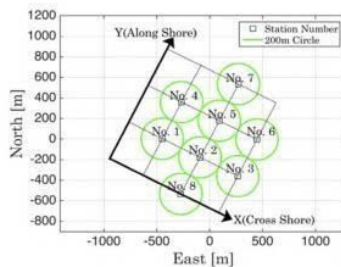 Y(Along Shore)
Station Number
200m Circle
1200
1000
800
600
400
200
0
-200
-400
-600
-800
North [m]
No. 7
No. 4
No. 5
No. 1
No. 6
No. 2
No. 3
No. 8
X(Cross Shore)
-1000 -500 0 500 1000
East [m]